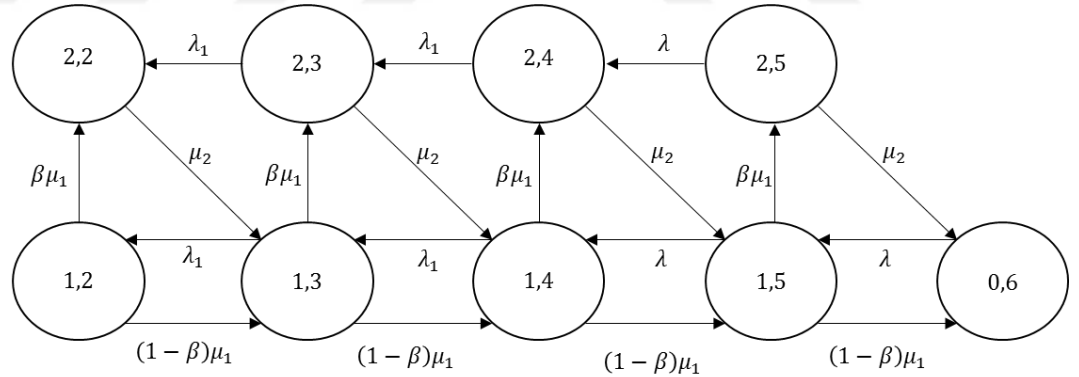 λ₁ λ₁ λ
2,2 2,3 2,4 2,5
μ₂ μ₂ μ₂ μ₂
βμ₁ βμ₁ βμ₁ βμ₁
λ₁ λ₁ λ λ
1,2 1,3 1,4 1,5 0,6
(1 − β)μ₁ (1 − β)μ₁ (1 − β)μ₁ (1 − β)μ₁